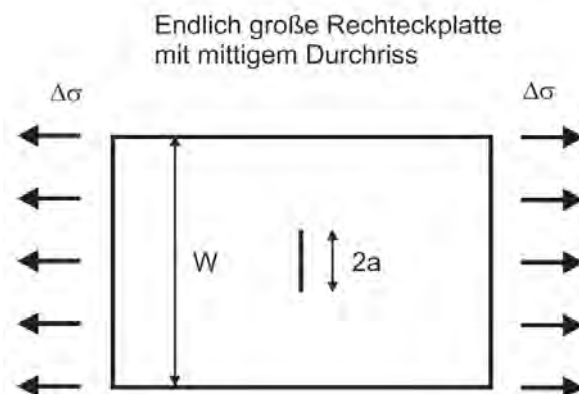 Endlich große Rechteckplatte
mit mittigem Durchriss
Δσ
Δσ
W
2a